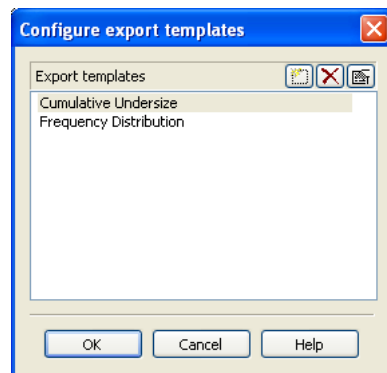 Configure export templates
Export templates
Cumulative Undersize
Frequency Distribution
OK Cancel Help